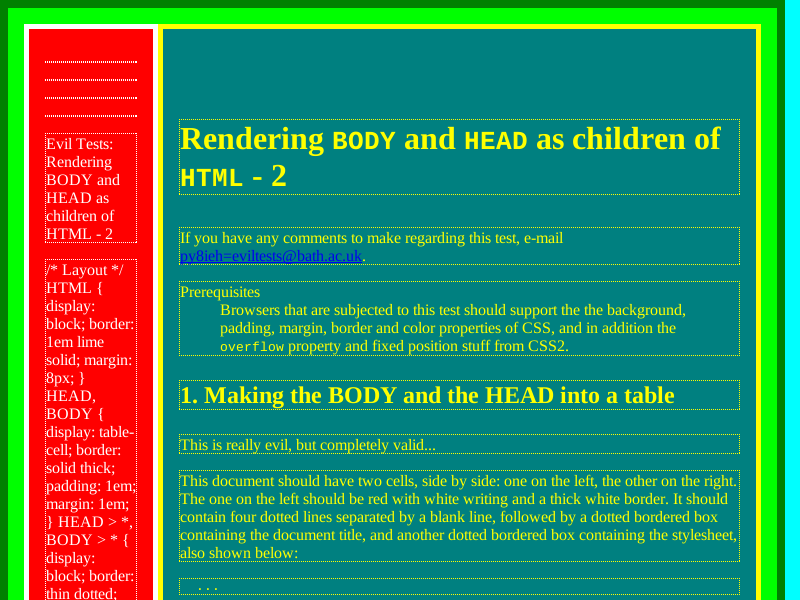 Evil Tests:
Rendering
BODY and
HEAD as
children of
HTML - 2
/* Layout */
HTML {
display:
block; border:
1em lime
solid; margin:
8px; }
HEAD,
BODY {
display: table-
cell; border:
solid thick;
padding: 1em;
margin: 1em;
} HEAD > *,
BODY > * {
display:
block; border:
thin dotted;
Rendering BODY and HEAD as children of
HTML - 2
If you have any comments to make regarding this test, e-mail
py8ieh=eviltests@bath.ac.uk.
Prerequisites
Browsers that are subjected to this test should support the the background,
padding, margin, border and color properties of CSS, and in addition the
overflow property and fixed position stuff from CSS2.
1. Making the BODY and the HEAD into a table
This is really evil, but completely valid...
This document should have two cells, side by side: one on the left, the other on the right.
The one on the left should be red with white writing and a thick white border. It should
contain four dotted lines separated by a blank line, followed by a dotted bordered box
containing the document title, and another dotted bordered box containing the stylesheet,
also shown below:
. . .